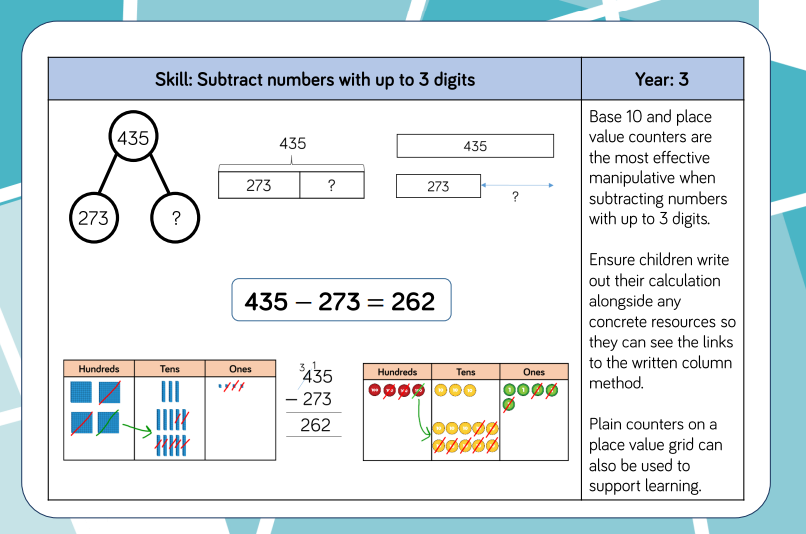 Skill: Subtract numbers with up to 3 digits
Year: 3
435
273
?
435
273
?
435
273
?
435 – 273 = 262
Hundreds
Tens
Ones
3 1
435
– 273
262
Hundreds
Tens
Ones
Base 10 and place
value counters are
the most effective
manipulative when
subtracting numbers
with up to 3 digits.
Ensure children write
out their calculation
alongside any
concrete resources so
they can see the links
to the written column
method.
Plain counters on a
place value grid can
also be used to
support learning.